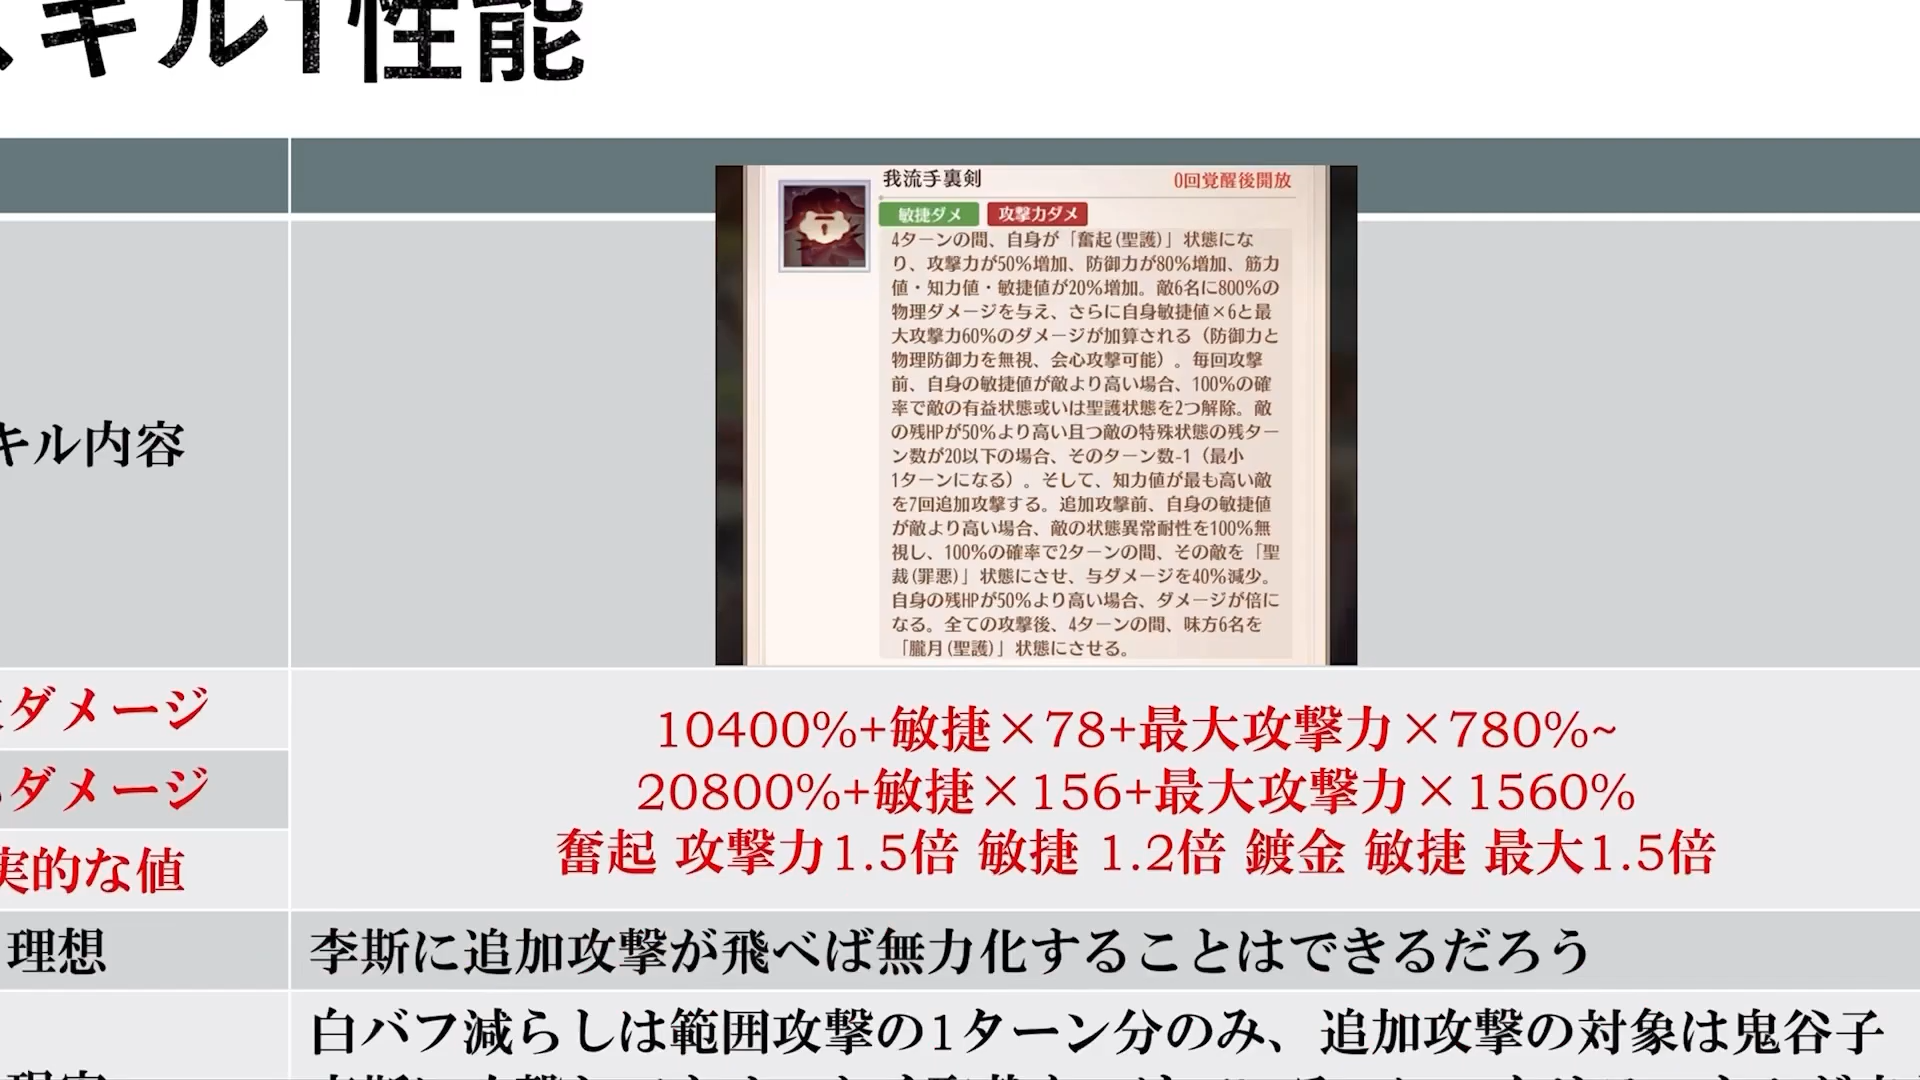 スキル1性能
我流手裏剣
0回覚醒後開放
敏捷ダメ 攻撃力ダメ
4ターンの間、自身が「奮起(聖護)」状態にな
り、攻撃力が50%増加、防御力が80%増加、筋力
値・知力値・敏捷値が20%増加。敵6名に800%の
物理ダメージを与え、さらに自身敏捷値×6と最
大攻撃力60%のダメージが加算される（防御力と
物理防御力を無視、会心攻撃可能）。毎回攻撃
前、自身の敏捷値が敵より高い場合、100%の確
率で敵の有益状態或いは聖護状態を2つ解除。敵
の残HPが50%より高い且つ敵の特殊状態の残ター
ン数が20以下の場合、そのターン数-1（最小
1ターンになる）。そして、知力値が最も高い敵
を7回追加攻撃する。追加攻撃前、自身の敏捷値
が敵より高い場合、敵の状態異常耐性を100%無
視し、100%の確率で2ターンの間、その敵を「聖
裁(罪悪)」状態にさせ、与ダメージを40%減少。
自身の残HPが50%より高い場合、ダメージが倍に
なる。全ての攻撃後、4ターンの間、味方6名を
「朧月(聖護)」状態にさせる。
キル内容
ダメージ
ダメージ
実的な値
10400%+敏捷×78+最大攻撃力×780%~
20800%+敏捷×156+最大攻撃力×1560%
奮起 攻撃力1.5倍 敏捷 1.2倍 鍍金 敏捷 最大1.5倍
理想
李斯に追加攻撃が飛べば無力化することはできるだろう
白バフ減らしは範囲攻撃の1ターン分のみ、追加攻撃の対象は鬼谷子